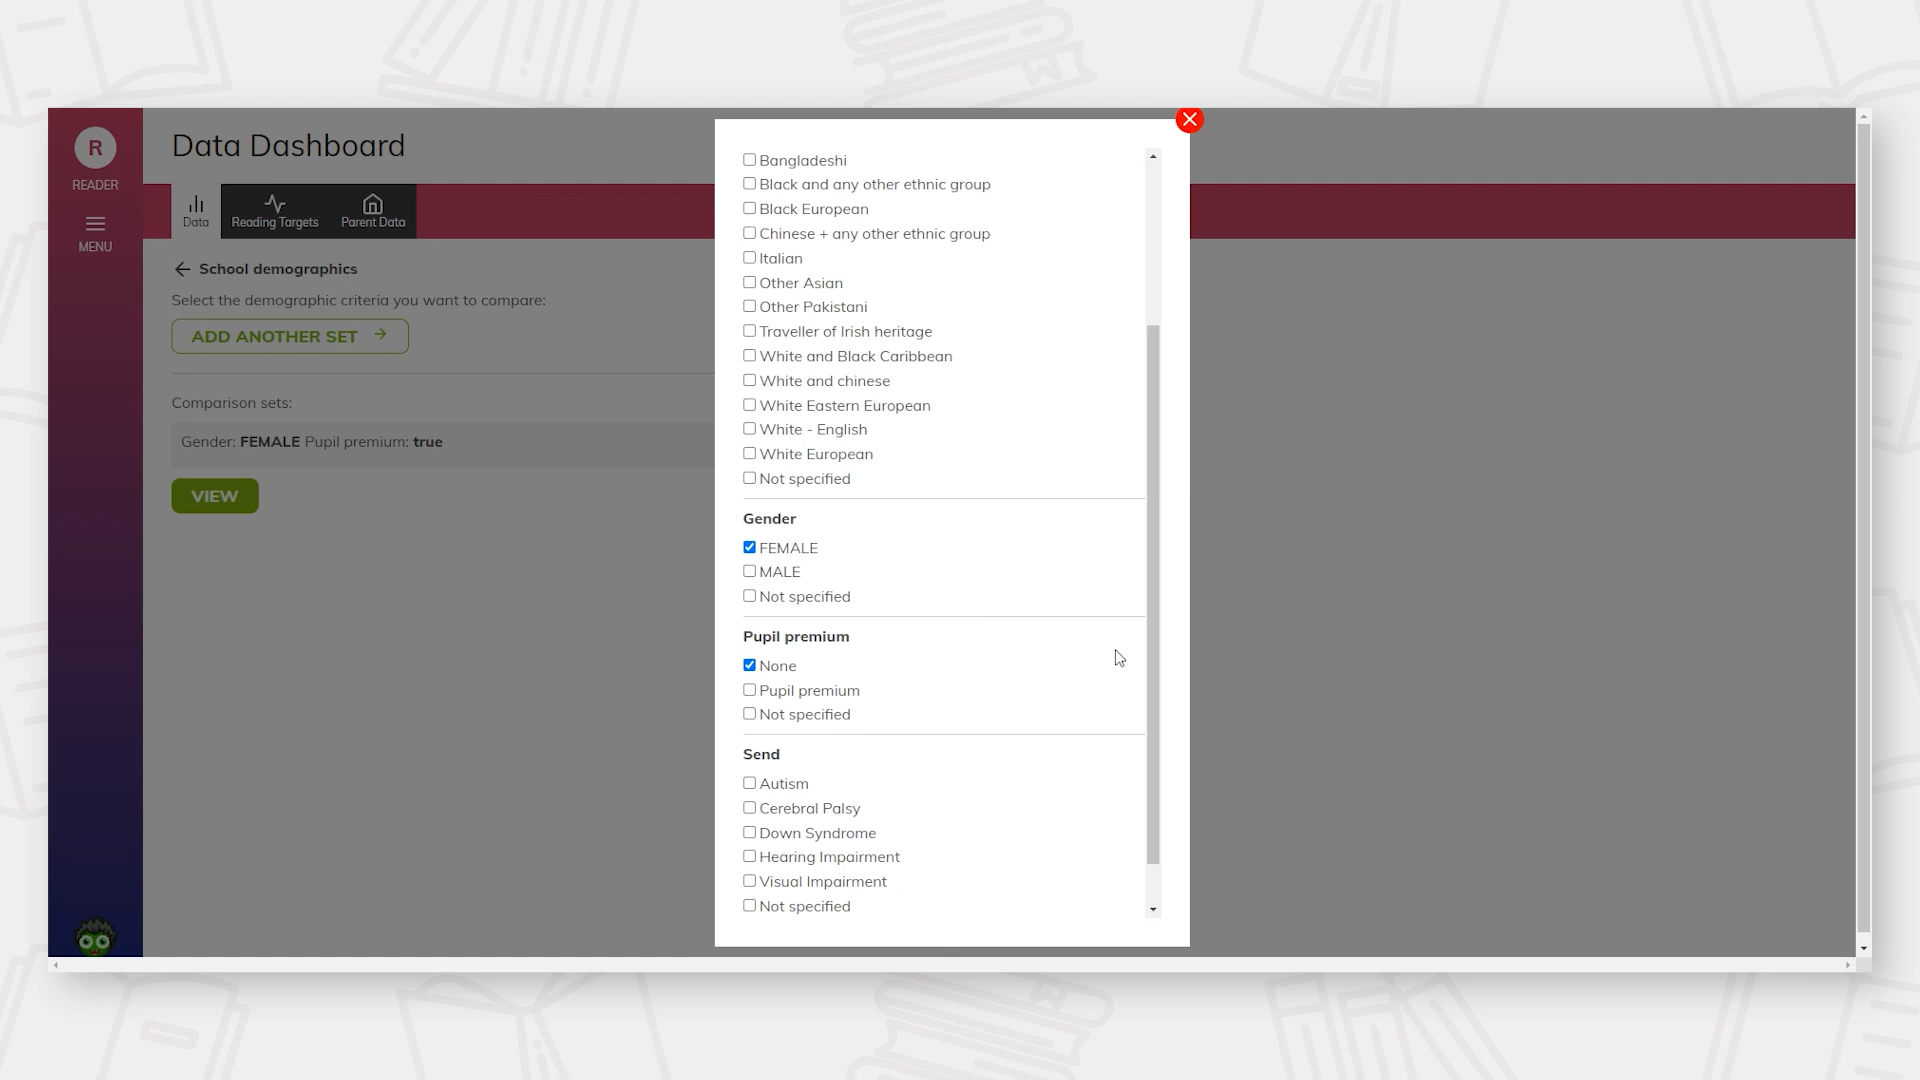 R
READER
MENU
Data Dashboard
Data
Reading Targets
Parent Data
School demographics
Select the demographic criteria you want to compare:
ADD ANOTHER SET
Comparison sets:
Gender: FEMALE Pupil premium: true
VIEW
Bangladeshi
Black and any other ethnic group
Black European
Chinese + any other ethnic group
Italian
Other Asian
Other Pakistani
Traveller of Irish heritage
White and Black Caribbean
White and chinese
White Eastern European
White - English
White European
Not specified
Gender
FEMALE
MALE
Not specified
Pupil premium
None
Pupil premium
Not specified
Send
Autism
Cerebral Palsy
Down Syndrome
Hearing Impairment
Visual Impairment
Not specified